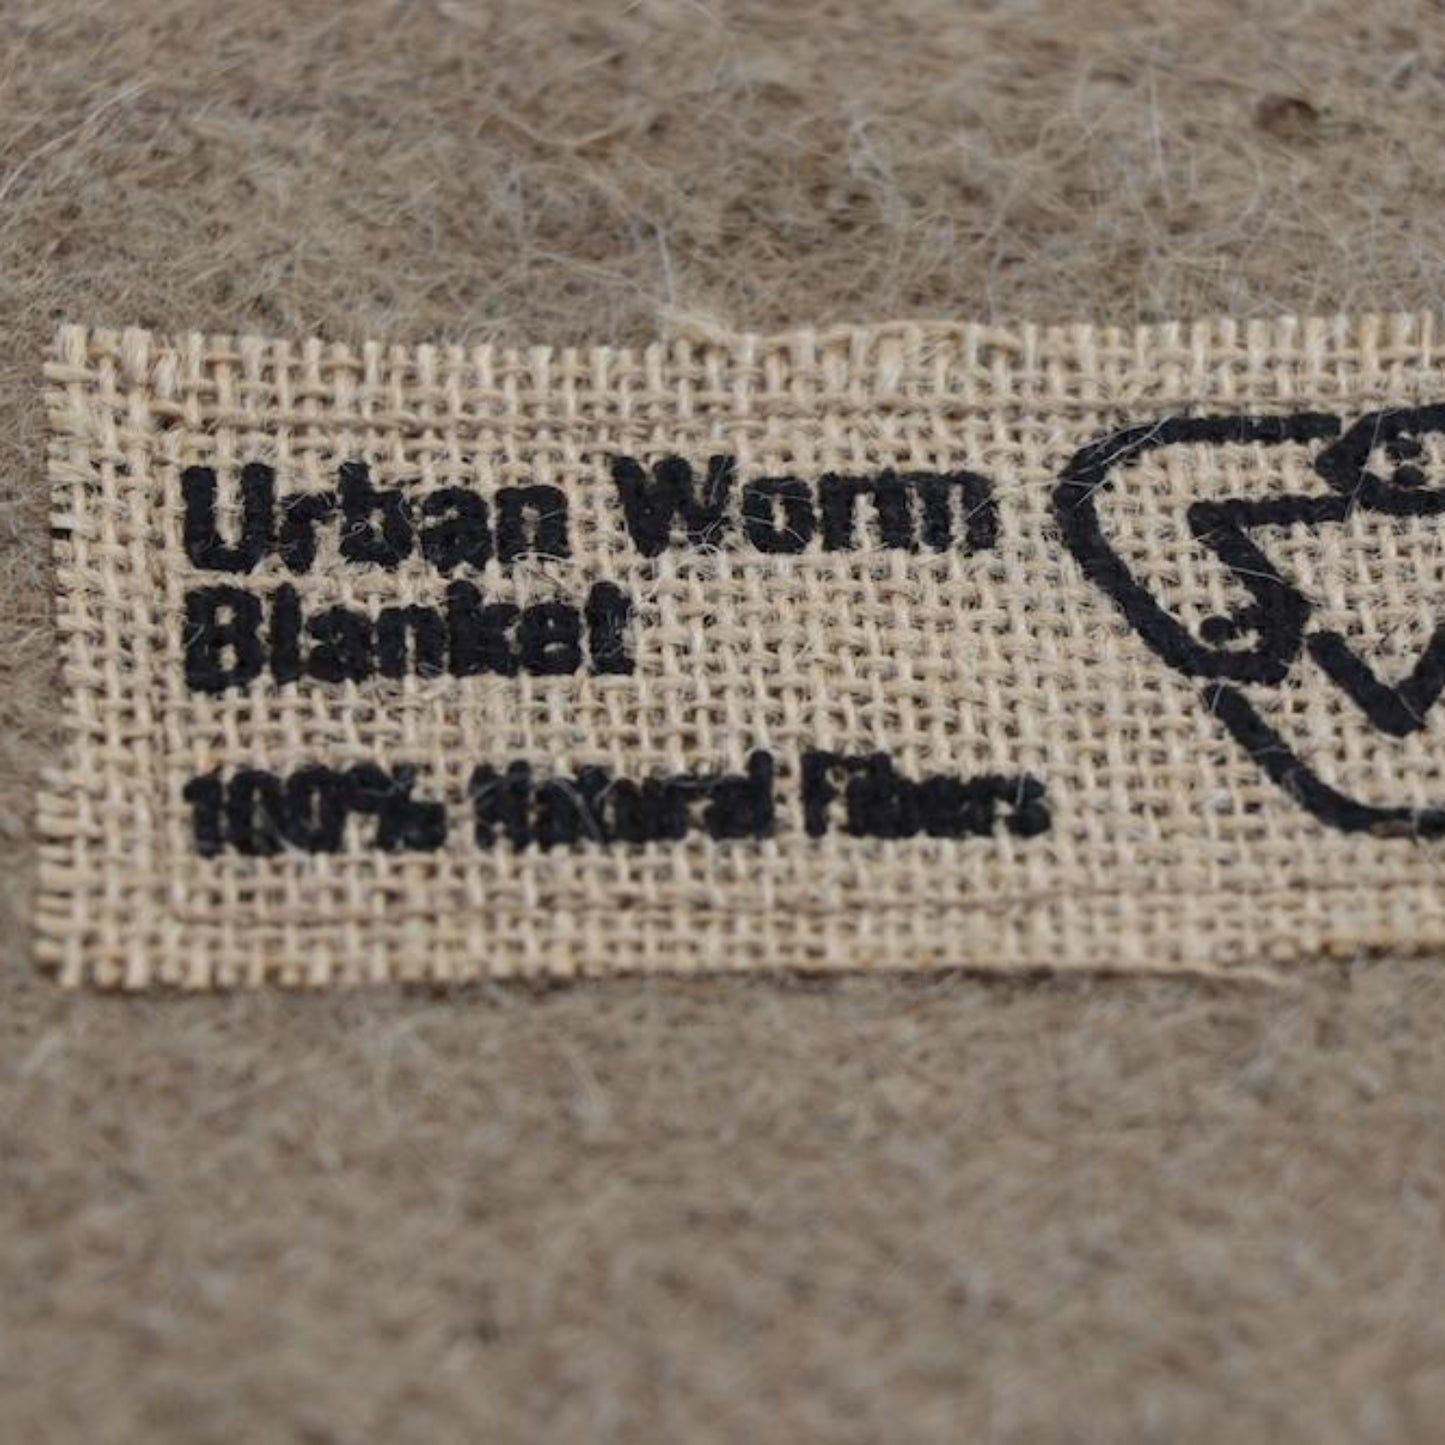 Urban Worm
Blanket
100% Natural Fibers